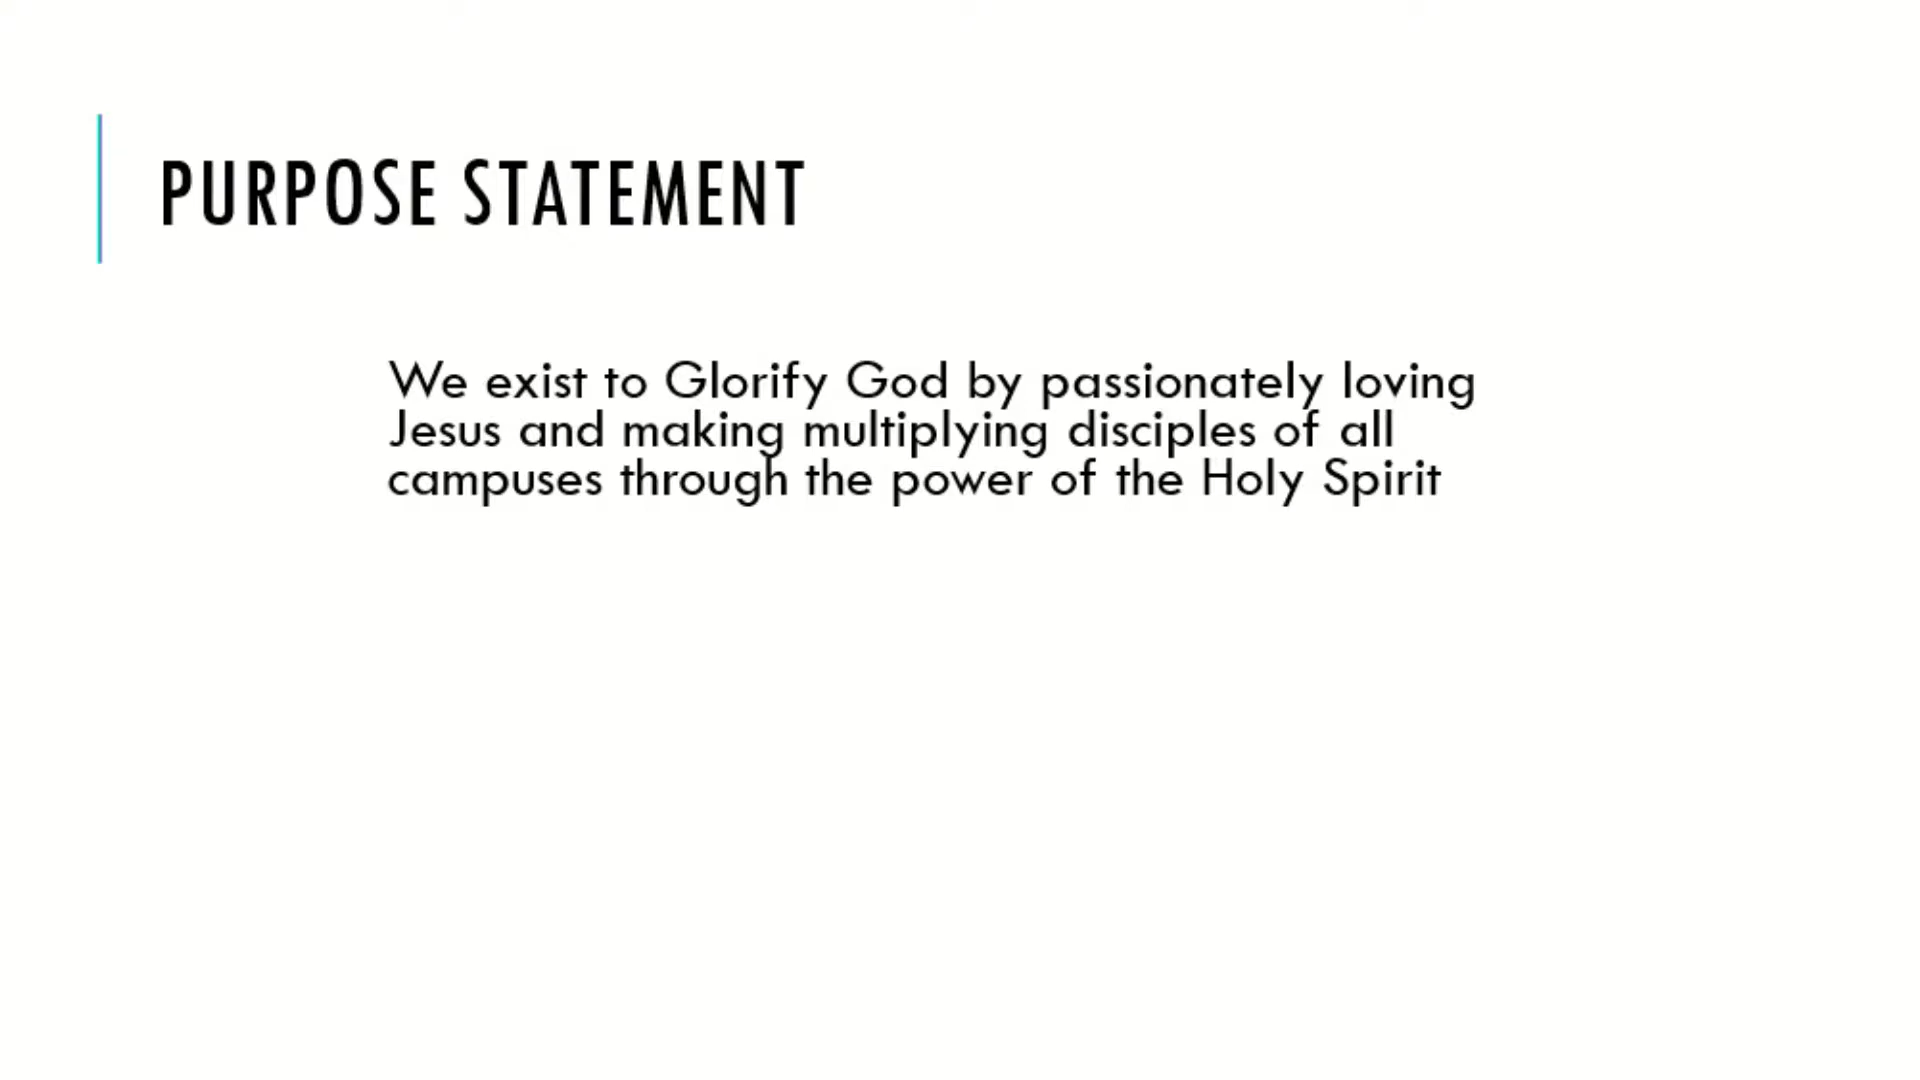 PURPOSE STATEMENT
We exist to Glorify God by passionately loving
Jesus and making multiplying disciples of all
campuses through the power of the Holy Spirit